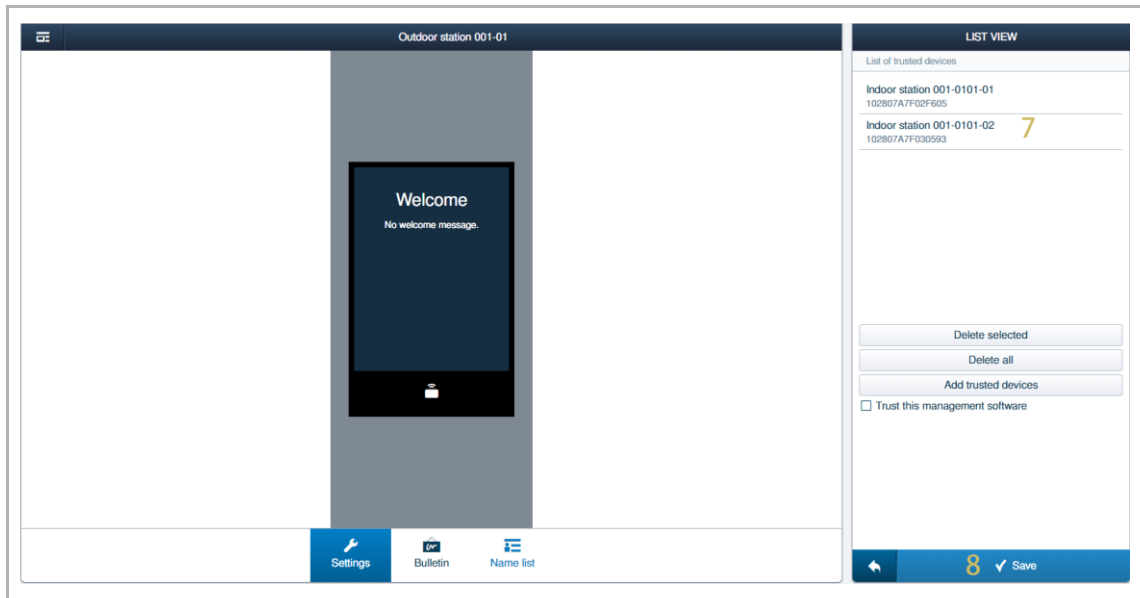 Outdoor station 001-01
Welcome
No welcome message.
Settings
Bulletin
Name list
LIST VIEW
List of trusted devices
Indoor station 001-0101-01
102807A7F02F605
Indoor station 001-0101-02
102807A7F030593
7
Delete selected
Delete all
Add trusted devices
Trust this management software
8 Save